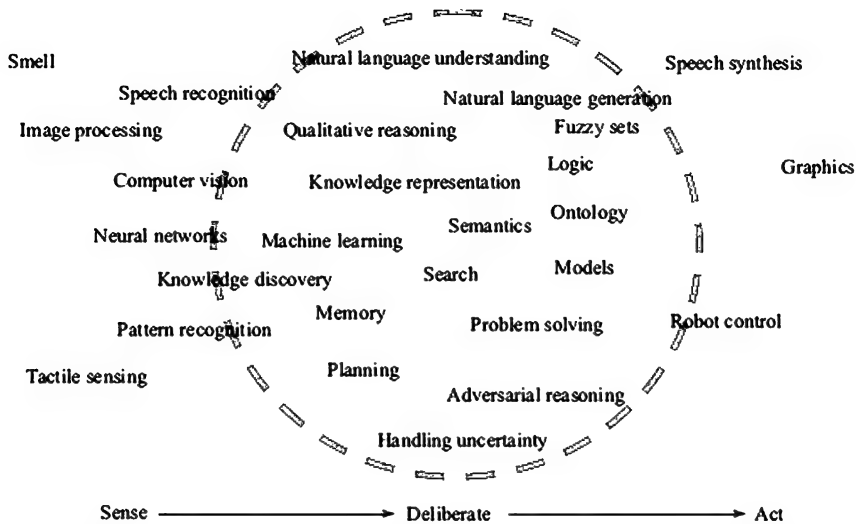 Natural language understanding
Smell
Speech synthesis
Speech recognition
Natural language generation
Image processing
Qualitative reasoning
Fuzzy sets
Logic
Graphics
Computer vision
Knowledge representation
Ontology
Semantics
Neural networks
Machine learning
Knowledge discovery
Search
Models
Memory
Pattern recognition
Problem solving
Robot control
Tactile sensing
Planning
Adversarial reasoning
Handling uncertainty
Sense
Deliberate
Act